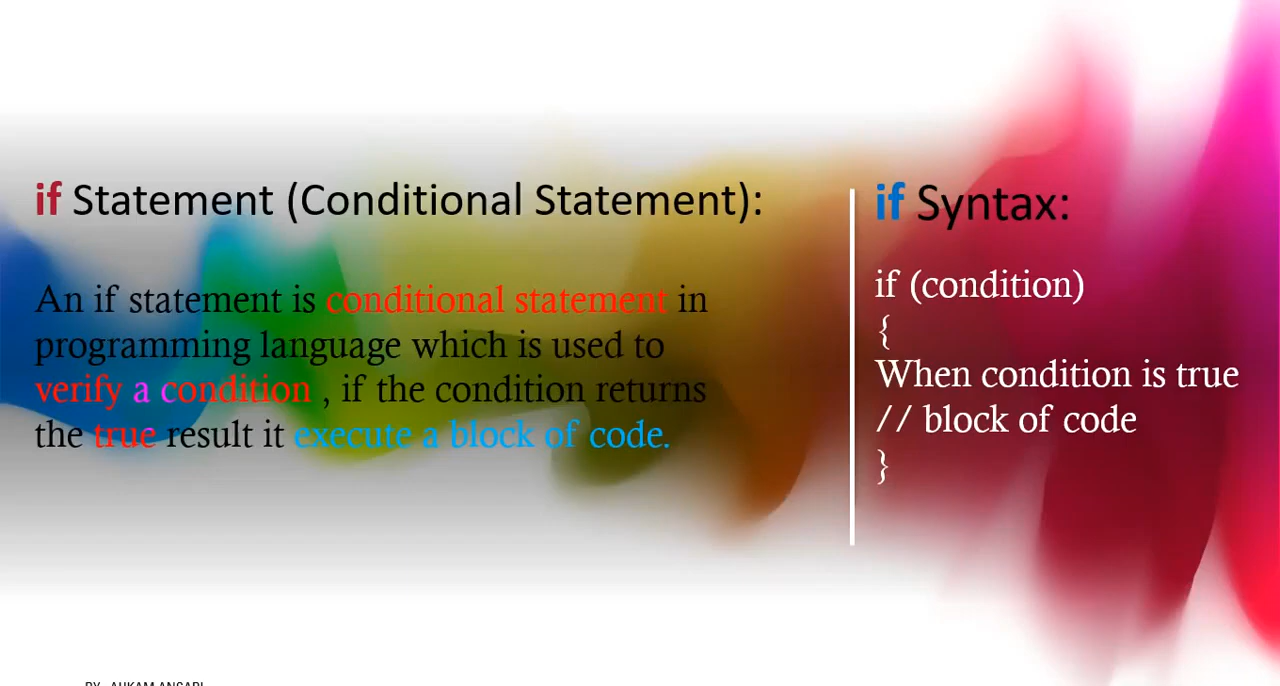 if Statement (Conditional Statement):
An if statement is conditional statement in
programming language which is used to
verify a condition , if the condition returns
the true result it execute a block of code.
if Syntax:
if (condition)
{
When condition is true
// block of code
}
BY
ANSARI